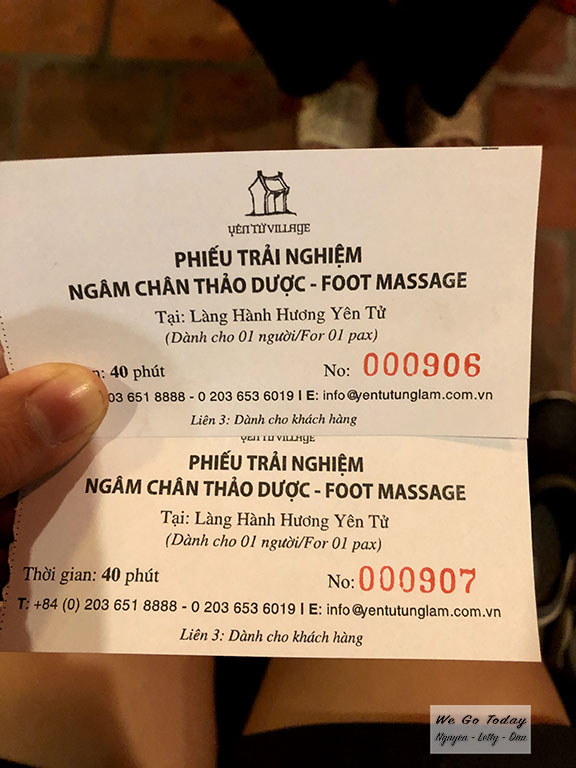 YÊN TỬ VILLAGE
PHIẾU TRẢI NGHIỆM
NGÂM CHÂN THẢO DƯỢC - FOOT MASSAGE
Tại: Làng Hành Hương Yên Tử
(Dành cho 01 người/For 01 pax)
40 phút No: 000906
03 651 8888 - 0 203 653 6019 I E: info@yentutunglam.com.vn
Liên 3: Dành cho khách hàng
YÊN TỬ VILLAGE
PHIẾU TRẢI NGHIỆM
NGÂM CHÂN THẢO DƯỢC - FOOT MASSAGE
Tại: Làng Hành Hương Yên Tử
(Dành cho 01 người/For 01 pax)
Thời gian: 40 phút No: 000907
T: +84 (0) 203 651 8888 - 0 203 653 6019 I E: info@yentutunglam.com.vn
Liên 3: Dành cho khách hàng
We Go Today
Nguyen - Lolly - Don